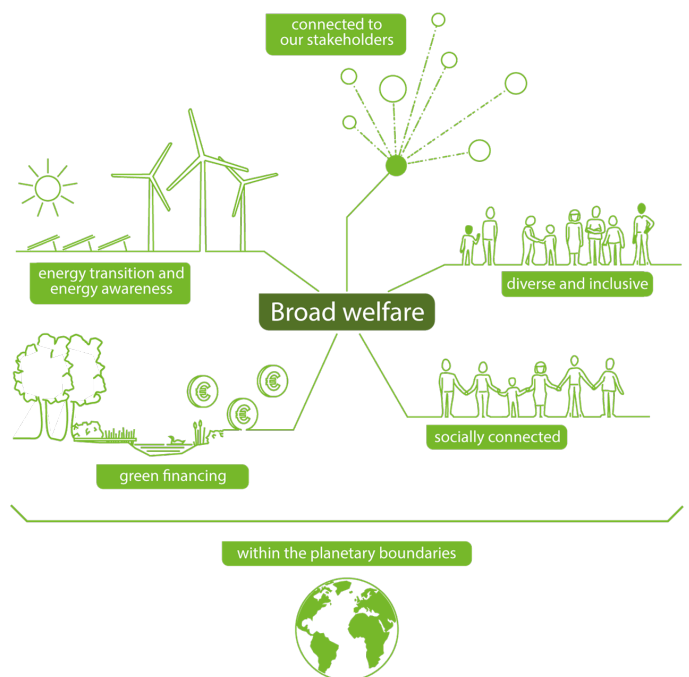 connected to
our stakeholders
energy transition and
energy awareness
diverse and inclusive
Broad welfare
€
€
€
socially connected
green financing
within the planetary boundaries